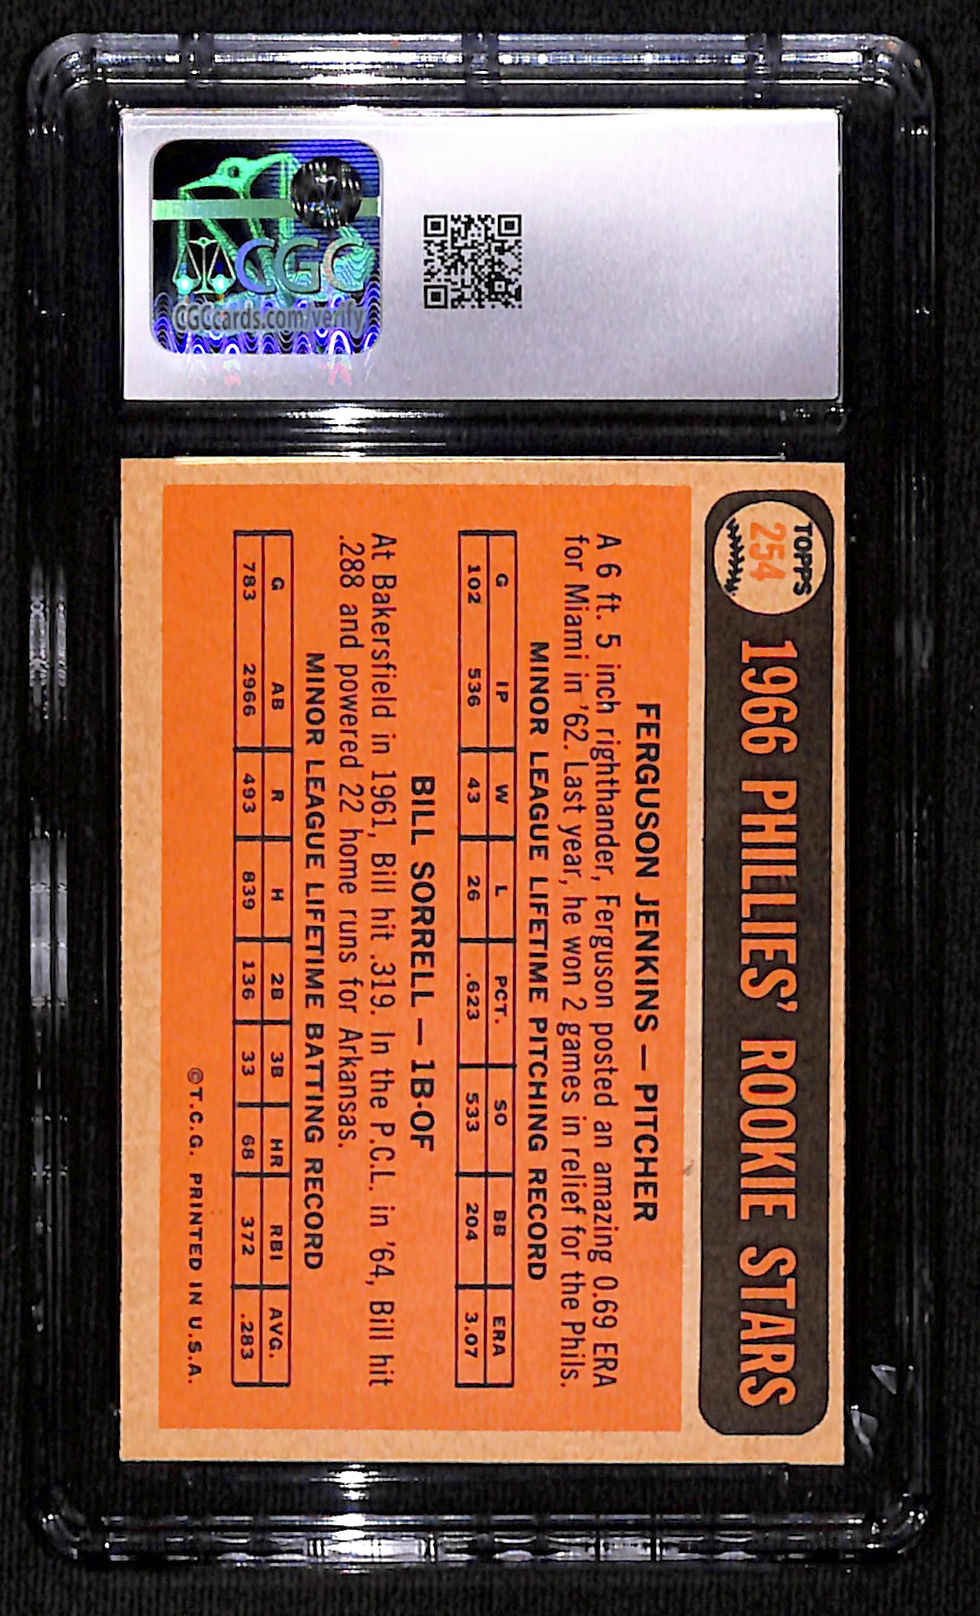 CGC
CGCcards.com/verify
TOPPS
254
1966 PHILLIES' ROOKIE STARS
FERGUSON JENKINS — PITCHER
A 6 ft. 5 inch righthander, Ferguson posted an amazing 0.69 ERA
for Miami in '62. Last year, he won 2 games in relief for the Phils.
MINOR LEAGUE LIFETIME PITCHING RECORD
G IP W L PCT. SO BB ERA
102 536 43 26 .623 533 204 3.07
BILL SORRELL — 1B-OF
At Bakersfield in 1961, Bill hit .319. In the P.C.L. in '64, Bill hit
.288 and powered 22 home runs for Arkansas.
MINOR LEAGUE LIFETIME BATTING RECORD
G AB R H 2B 3B HR RBI AVG.
783 2966 493 839 136 33 68 372 .283
©T.C.G. PRINTED IN U.S.A.